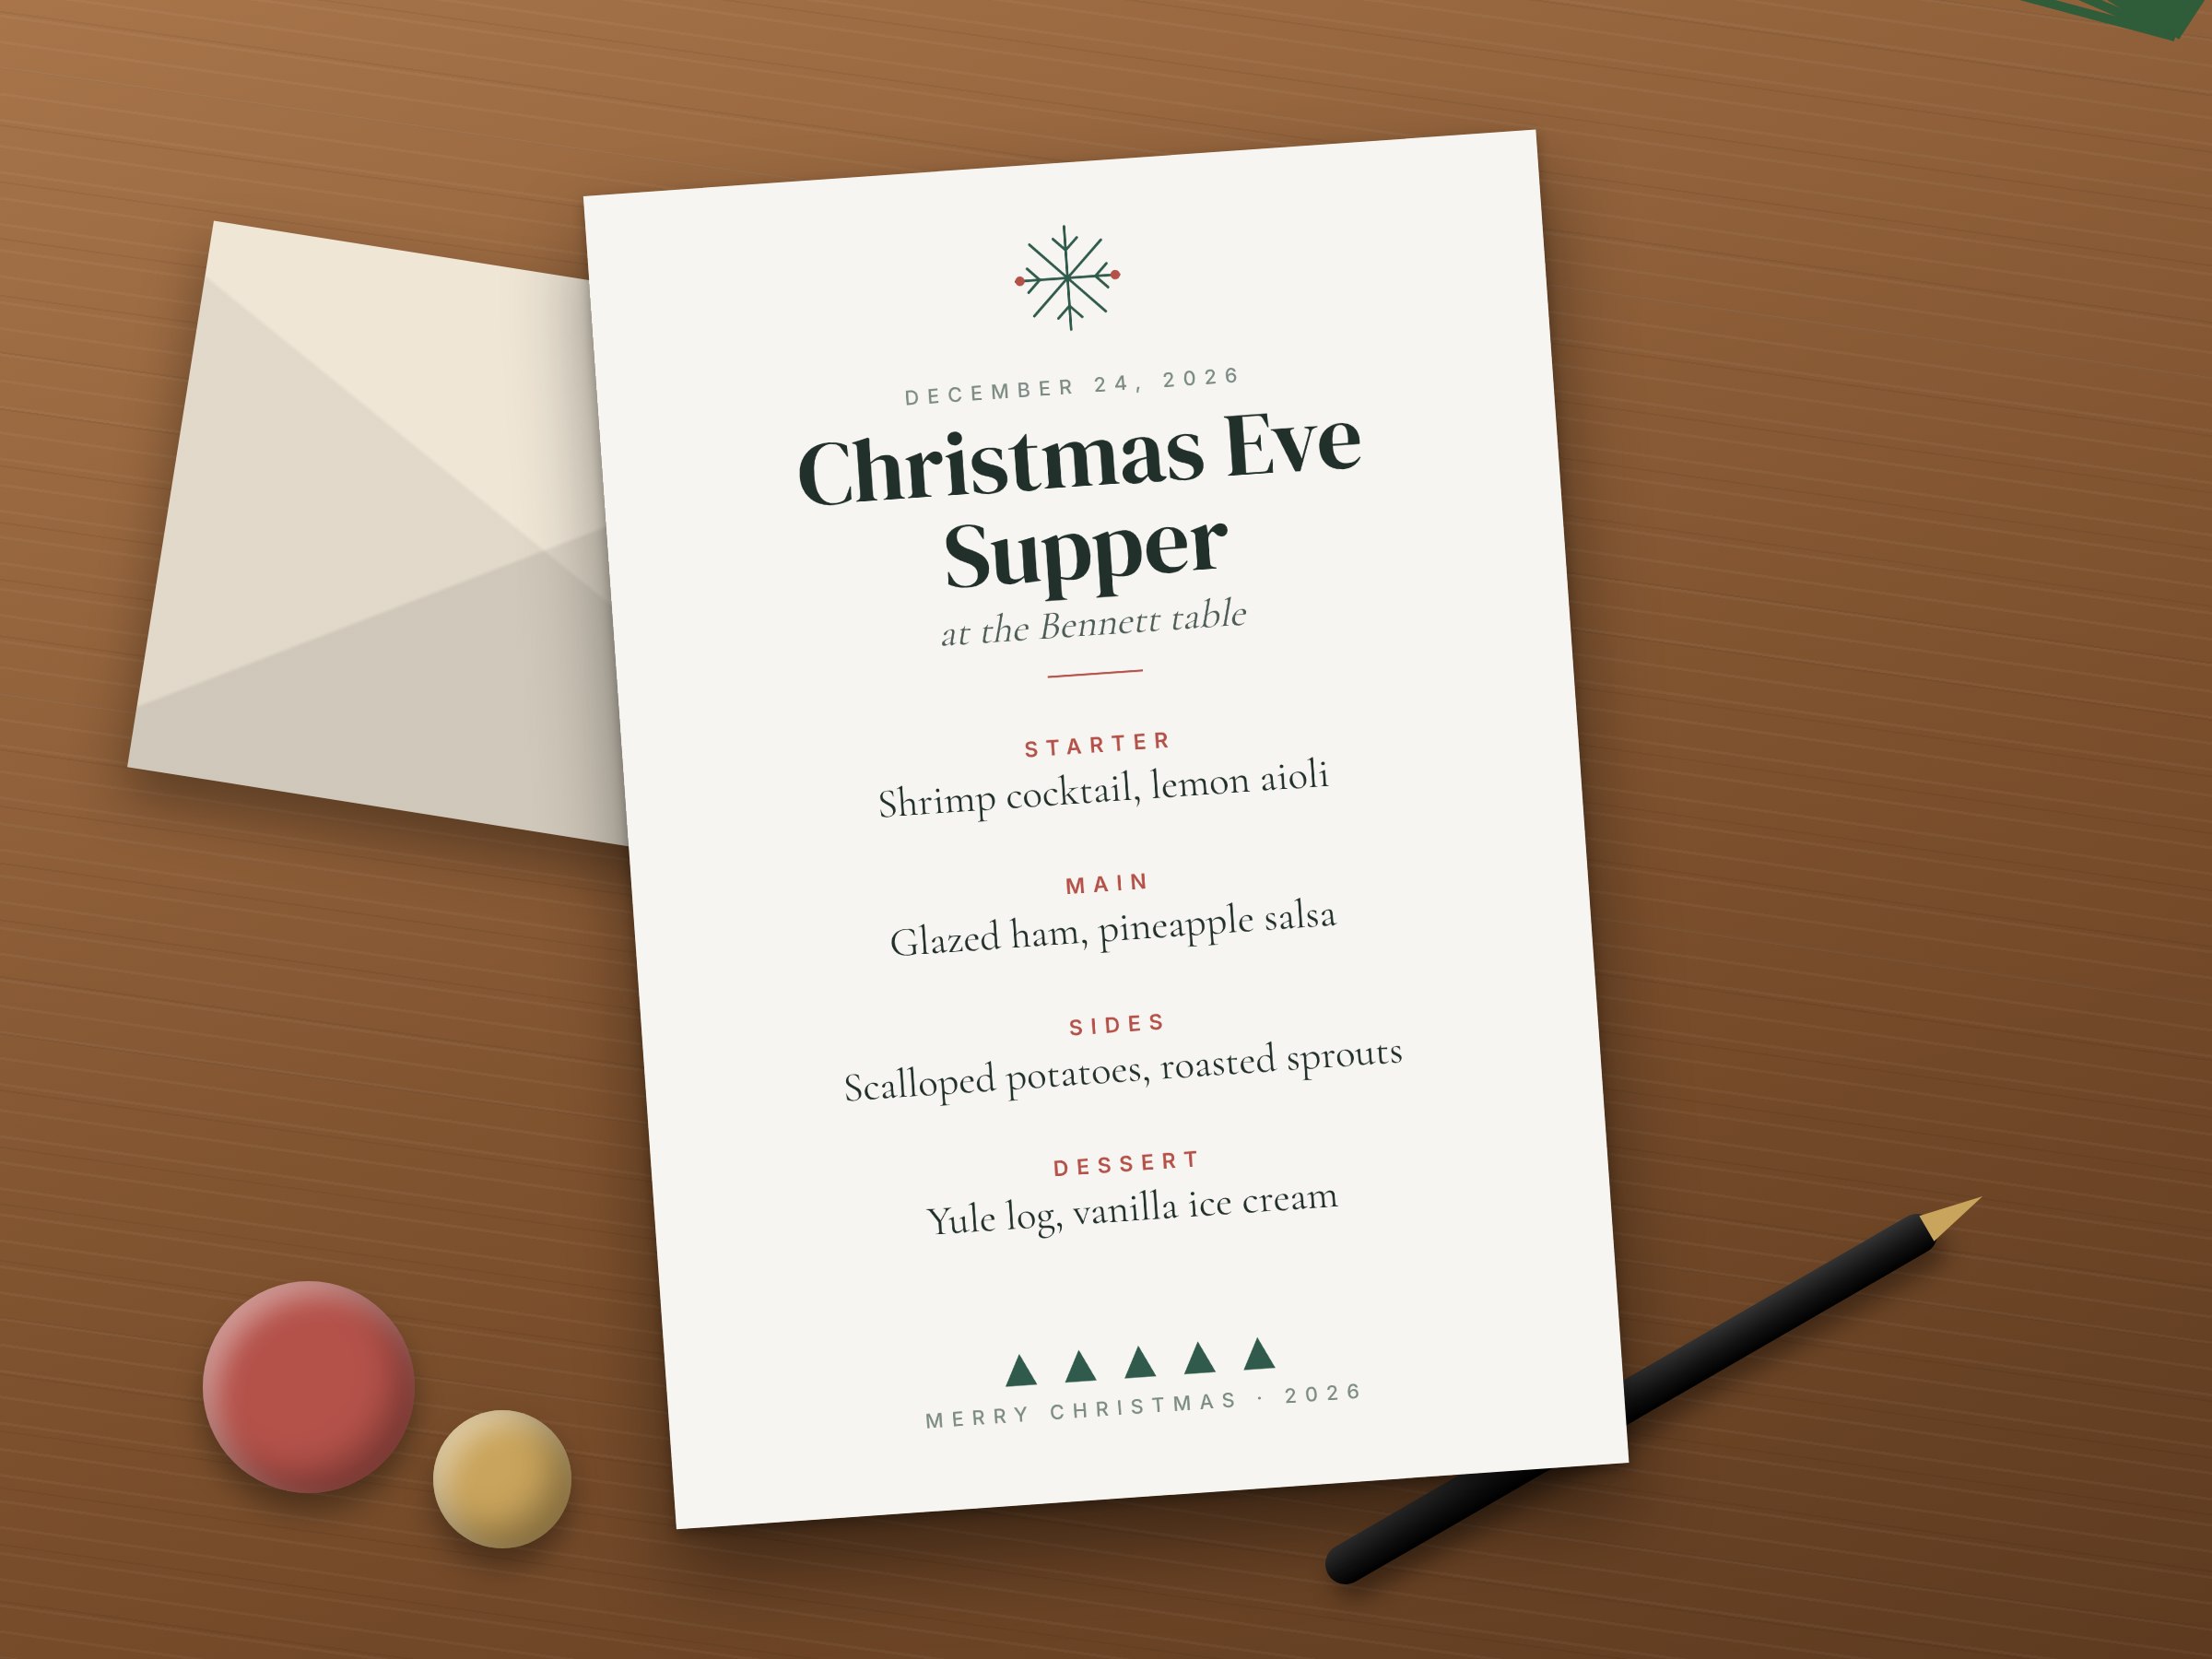 DECEMBER 24, 2026
Christmas Eve
Supper
at the Bennett table
STARTER
Shrimp cocktail, lemon aioli
MAIN
Glazed ham, pineapple salsa
SIDES
Scalloped potatoes, roasted sprouts
DESSERT
Yule log, vanilla ice cream
MERRY CHRISTMAS · 2026